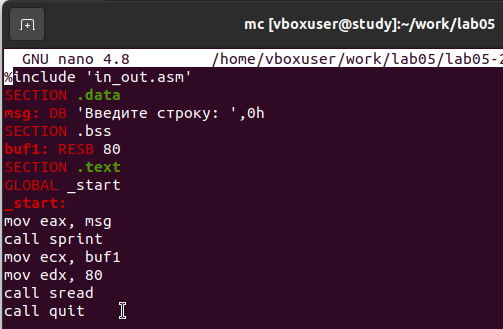 mc [vboxuser@study]:~/work/lab05
GNU nano 4.8 /home/vboxuser/work/lab05/lab05-2
%include 'in_out.asm'
SECTION .data
msg: DB 'Введите строку: ',0h
SECTION .bss
buf1: RESB 80
SECTION .text
GLOBAL _start
_start:
mov eax, msg
call sprint
mov ecx, buf1
mov edx, 80
call sread
call quit